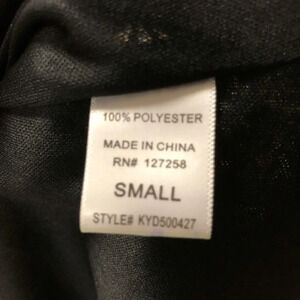 100% POLYESTER
MADE IN CHINA
RN# 127258
SMALL
STYLE# KYD500427